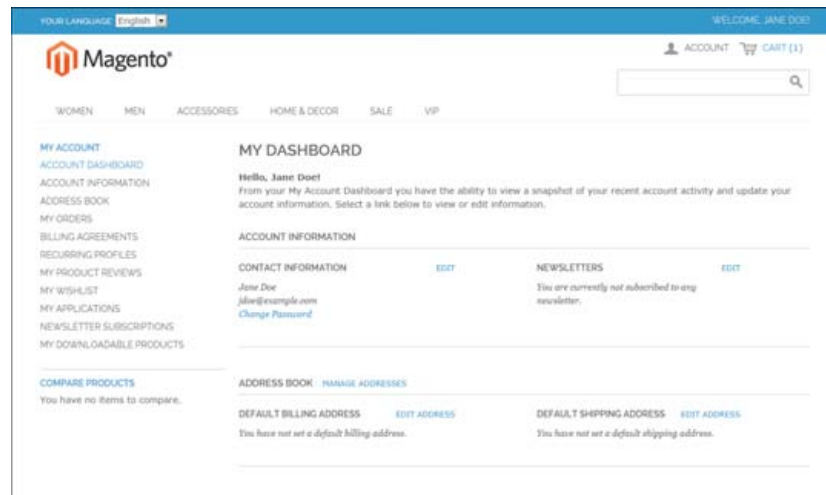 YOUR LANGUAGE: English
WELCOME, JANE DOE!
Magento®
ACCOUNT
CART (1)
WOMEN MEN ACCESSORIES HOME & DECOR SALE VIP
MY ACCOUNT
ACCOUNT DASHBOARD
ACCOUNT INFORMATION
ADDRESS BOOK
MY ORDERS
BILLING AGREEMENTS
RECURRING PROFILES
MY PRODUCT REVIEWS
MY WISHLIST
MY APPLICATIONS
NEWSLETTER SUBSCRIPTIONS
MY DOWNLOADABLE PRODUCTS
COMPARE PRODUCTS
You have no items to compare.
MY DASHBOARD
Hello, Jane Doe!
From your My Account Dashboard you have the ability to view a snapshot of your recent account activity and update your
account information. Select a link below to view or edit information.
ACCOUNT INFORMATION
CONTACT INFORMATION EDIT
Jane Doe
jdoe@example.com
Change Password
NEWSLETTERS EDIT
You are currently not subscribed to any
newsletter.
ADDRESS BOOK MANAGE ADDRESSES
DEFAULT BILLING ADDRESS EDIT ADDRESS
You have not set a default billing address.
DEFAULT SHIPPING ADDRESS EDIT ADDRESS
You have not set a default shipping address.